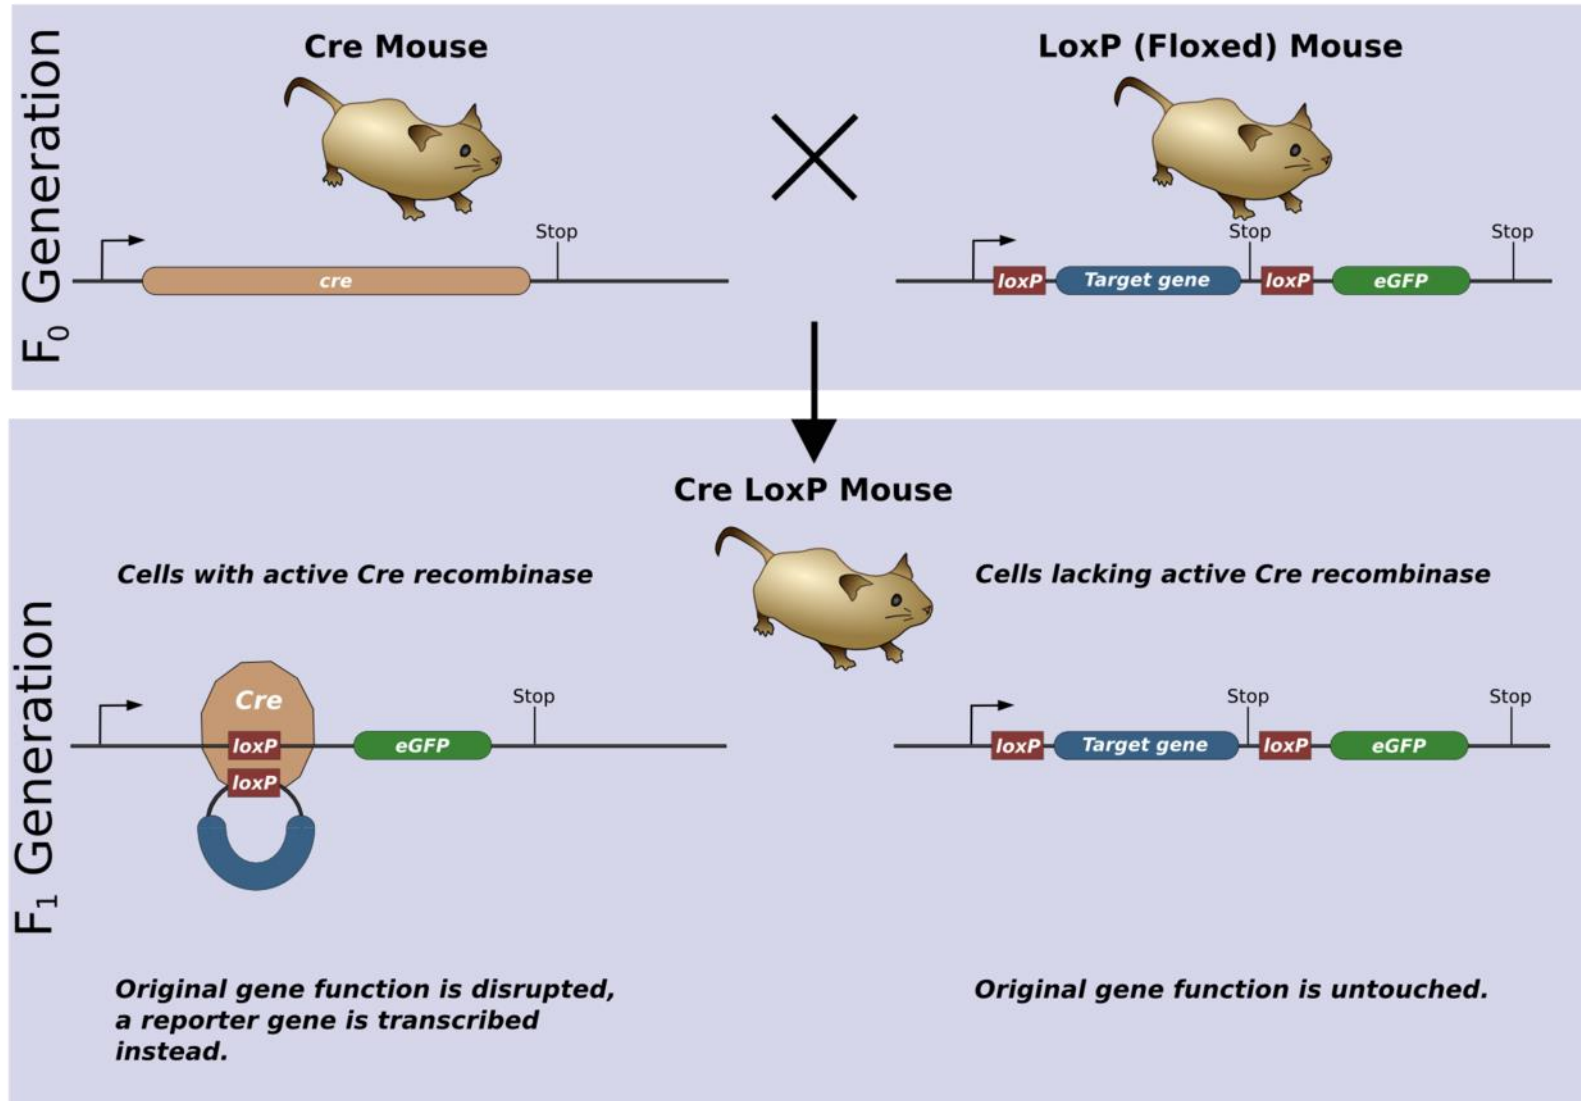 F0 Generation
Cre Mouse
LoxP (Floxed) Mouse
Stop
cre
Stop
Stop
loxP
Target gene
loxP
eGFP
F1 Generation
Cre LoxP Mouse
Cells with active Cre recombinase
Cells lacking active Cre recombinase
Cre
loxP
loxP
eGFP
Stop
Stop
Stop
loxP
Target gene
loxP
eGFP
Original gene function is disrupted,
a reporter gene is transcribed
instead.
Original gene function is untouched.